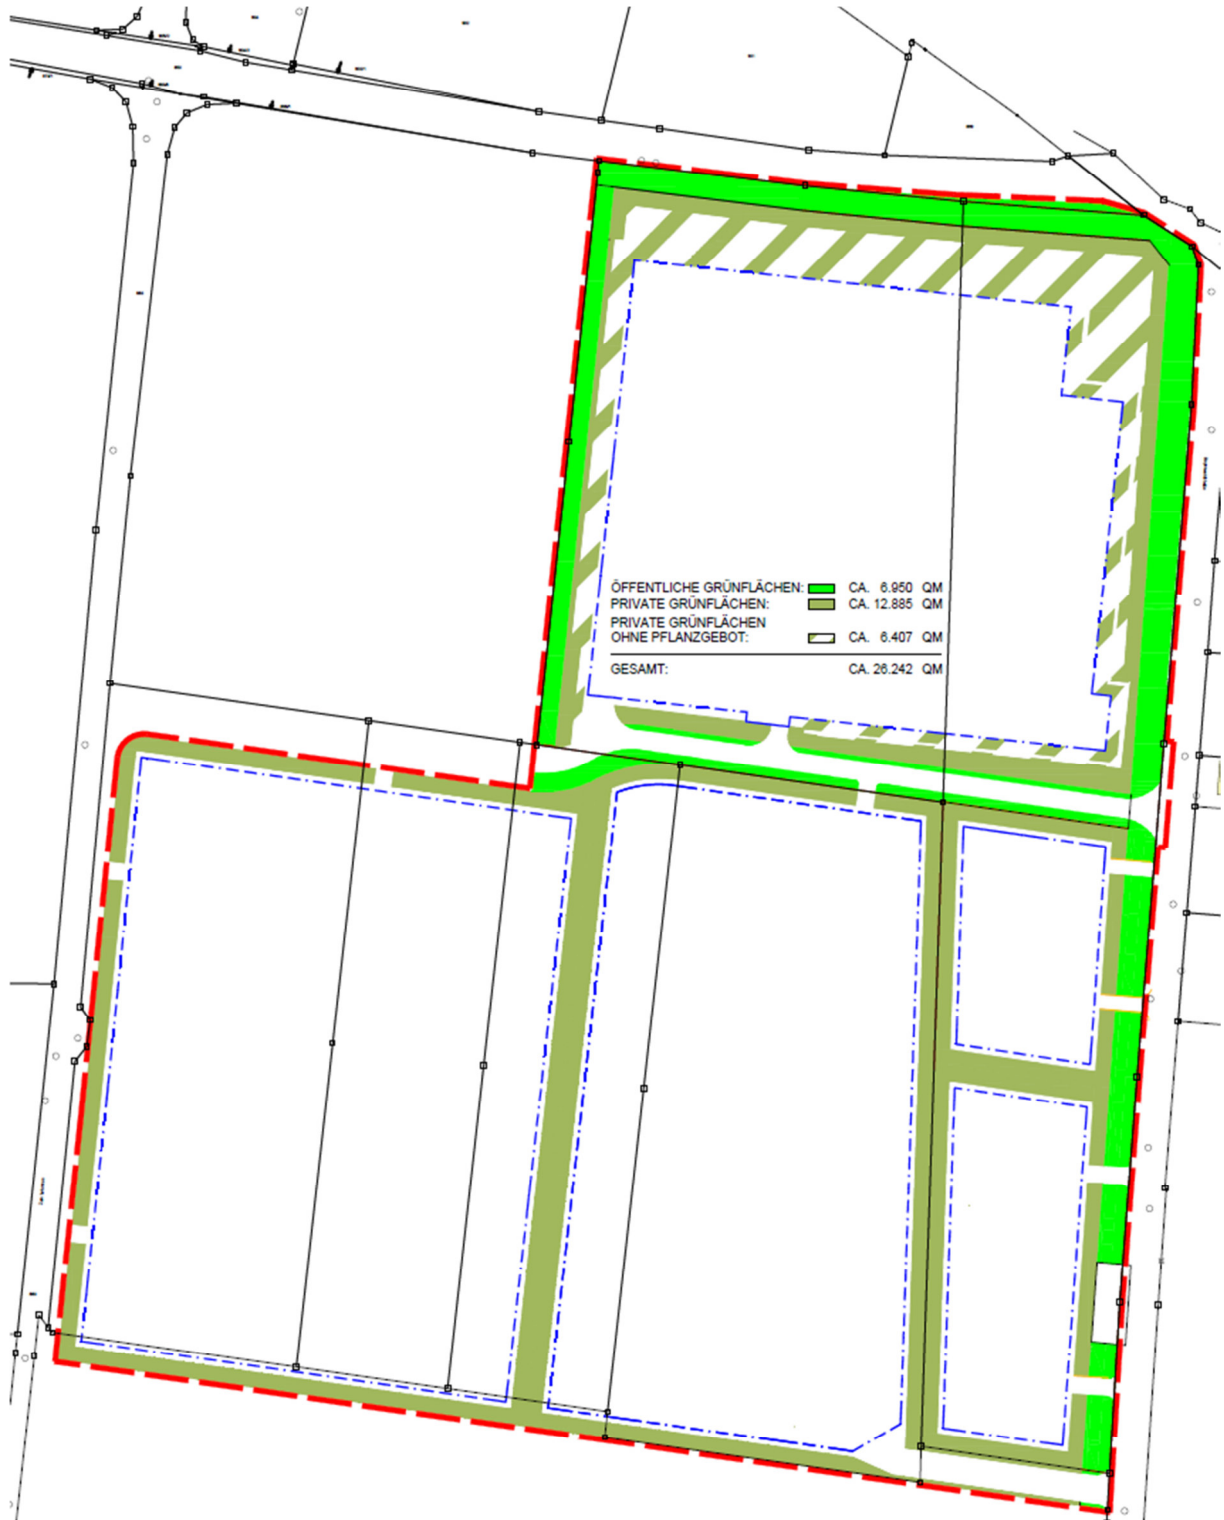 ÖFFENTLICHE GRÜNFLÄCHEN: CA. 6.950 QM
PRIVATE GRÜNFLÄCHEN: CA. 12.885 QM
PRIVATE GRÜNFLÄCHEN
OHNE PFLANZGEBOT: CA. 6.407 QM
GESAMT: CA. 26.242 QM